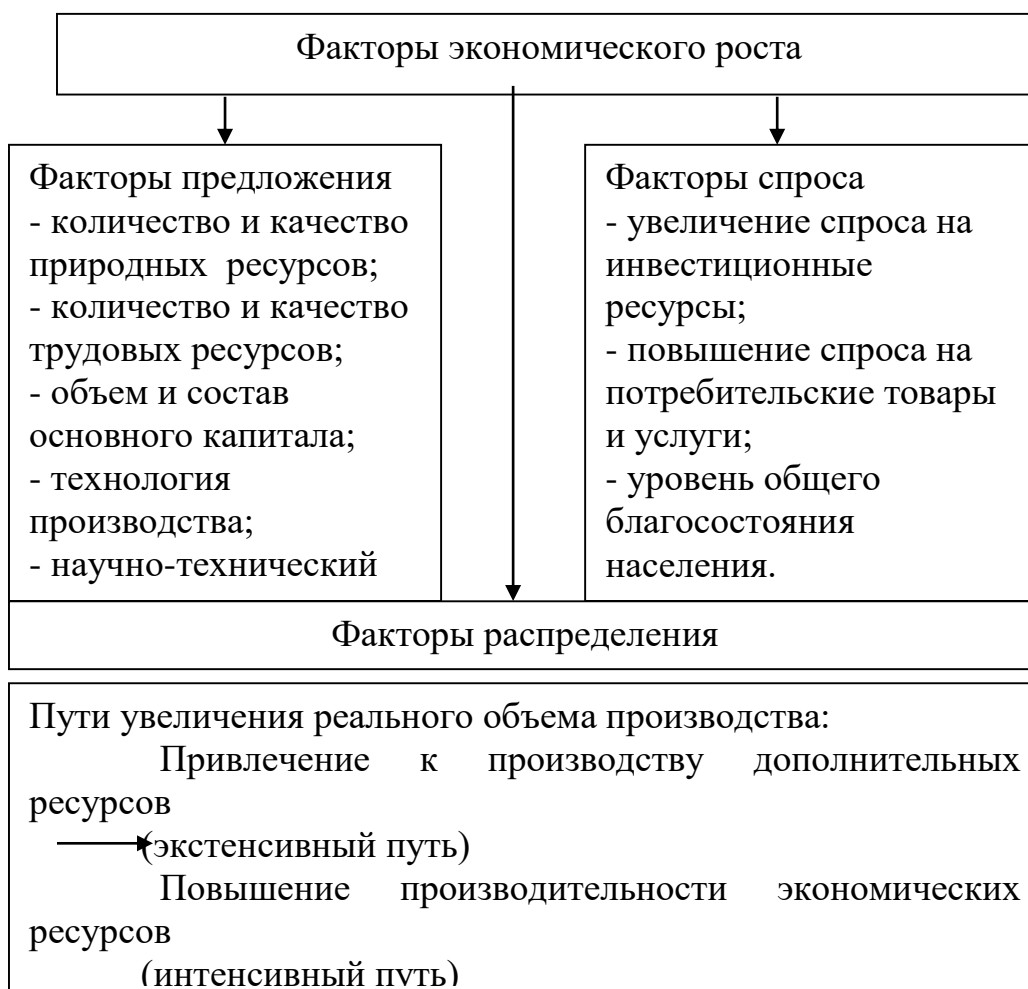 Факторы экономического роста
Факторы предложения
- количество и качество
природных ресурсов;
- количество и качество
трудовых ресурсов;
- объем и состав
основного капитала;
- технология
производства;
- научно-технический
Факторы спроса
- увеличение спроса на
инвестиционные
ресурсы;
- повышение спроса на
потребительские товары
и услуги;
- уровень общего
благосостояния
населения.
Факторы распределения
Пути увеличения реального объема производства:
Привлечение к производству дополнительных
ресурсов
(экстенсивный путь)
Повышение производительности экономических
ресурсов
(интенсивный путь)